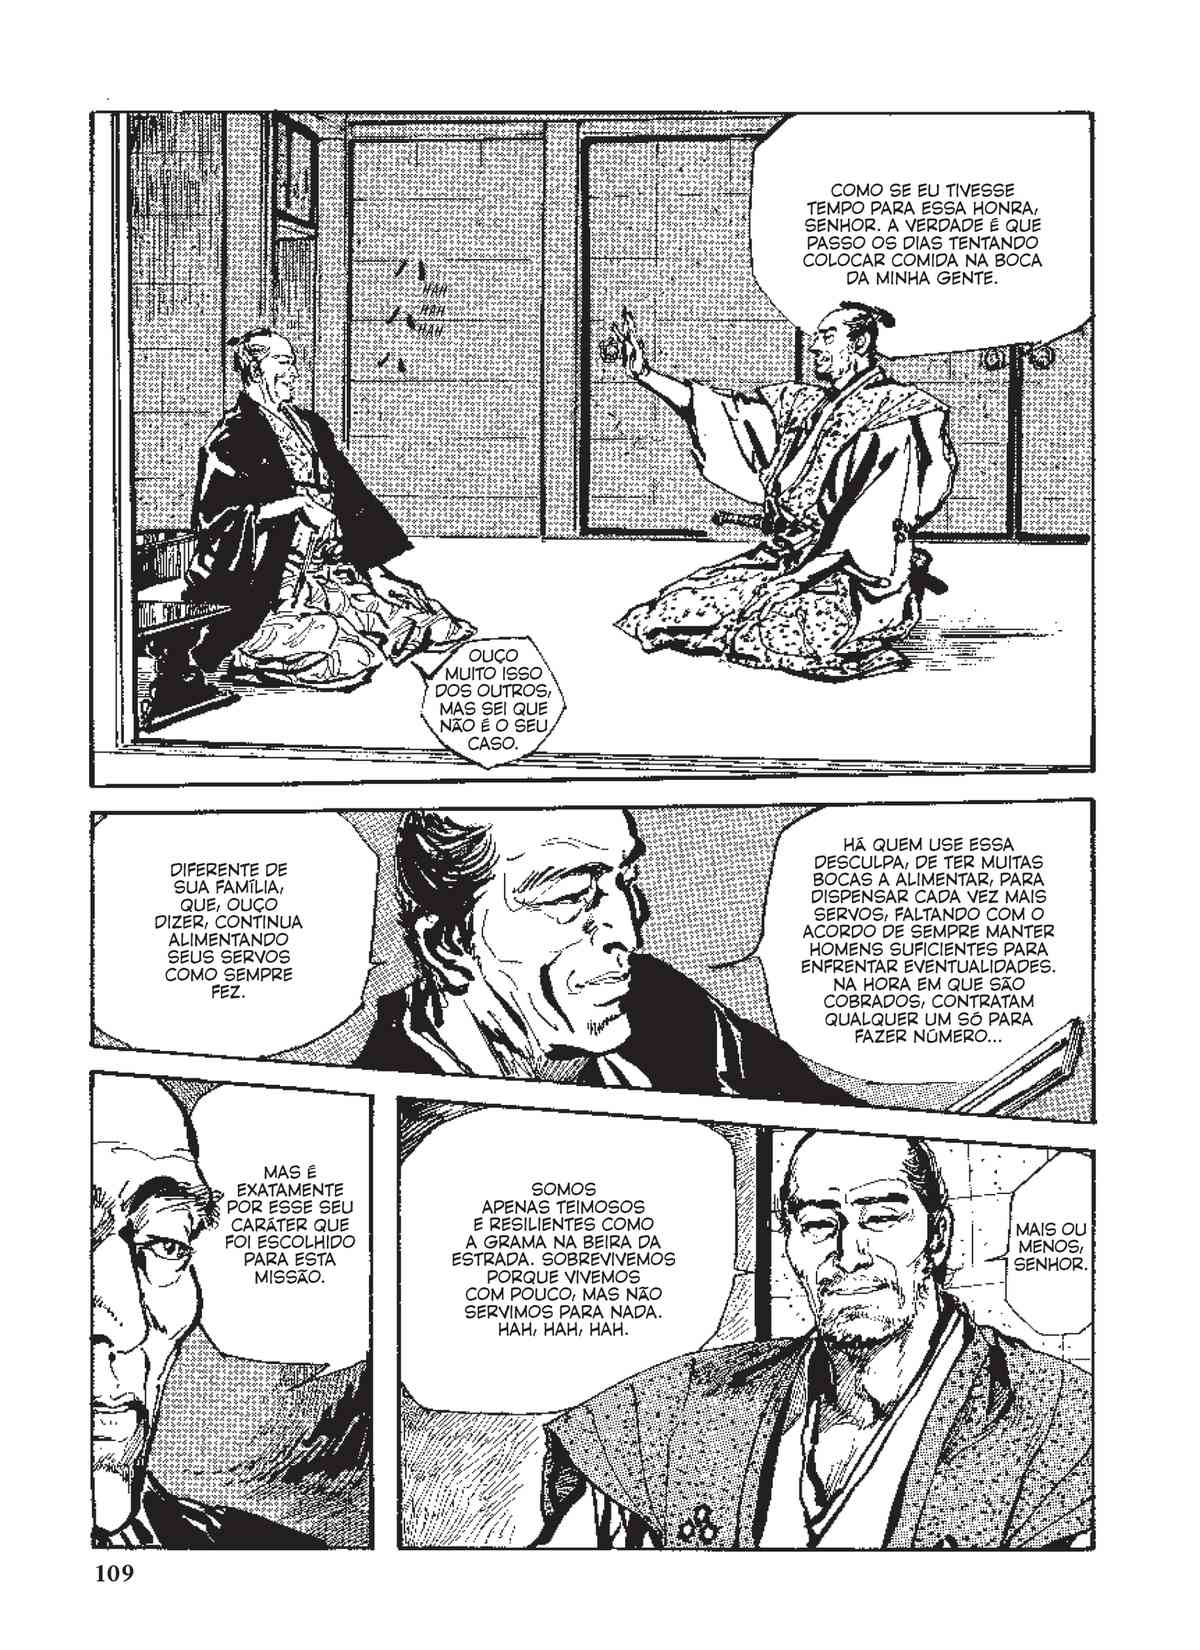 COMO SE EU TIVESSE
TEMPO PARA ESSA HONRA,
SENHOR. A VERDADE É QUE
PASSO OS DIAS TENTANDO
COLOCAR COMIDA NA BOCA
DA MINHA GENTE.
HAH
HAH
HAH
OUÇO
MUITO ISSO
DOS OUTROS,
MAS SEI QUE
NÃO É O SEU
CASO.
HÁ QUEM USE ESSA
DESCULPA, DE TER MUITAS
BOCAS A ALIMENTAR, PARA
DISPENSAR CADA VEZ MAIS
SERVOS, FALTANDO COM O
ACORDO DE SEMPRE MANTER
HOMENS SUFICIENTES PARA
ENFRENTAR EVENTUALIDADES.
NA HORA EM QUE SÃO
COBRADOS, CONTRATAM
QUALQUER UM SÓ PARA
FAZER NÚMERO...
DIFERENTE DE
SUA FAMÍLIA,
QUE, OUÇO
DIZER, CONTINUA
ALIMENTANDO
SEUS SERVOS
COMO SEMPRE
FEZ.
MAIS OU
MENOS,
SENHOR.
SOMOS
APENAS TEIMOSOS
E RESILIENTES COMO
A GRAMA NA BEIRA DA
ESTRADA. SOBREVIVEMOS
PORQUE VIVEMOS
COM POUCO, MAS NÃO
SERVIMOS PARA NADA.
HAH, HAH, HAH.
MAS É
EXATAMENTE
POR ESSE SEU
CARÁTER QUE
FOI ESCOLHIDO
PARA ESTA
MISSÃO.
109